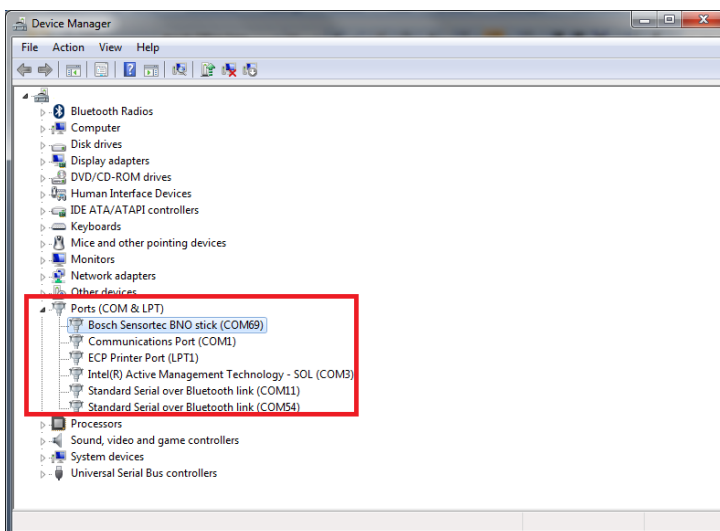 Device Manager
File Action View Help
Bluetooth Radios
Computer
Disk drives
Display adapters
DVD/CD-ROM drives
Human Interface Devices
IDE ATA/ATAPI controllers
Keyboards
Mice and other pointing devices
Monitors
Network adapters
Other devices
Ports (COM & LPT)
Bosch Sensortec BNO stick (COM69)
Communications Port (COM1)
ECP Printer Port (LPT1)
Intel(R) Active Management Technology - SOL (COM3)
Standard Serial over Bluetooth link (COM11)
Standard Serial over Bluetooth link (COM54)
Processors
Sound, video and game controllers
System devices
Universal Serial Bus controllers